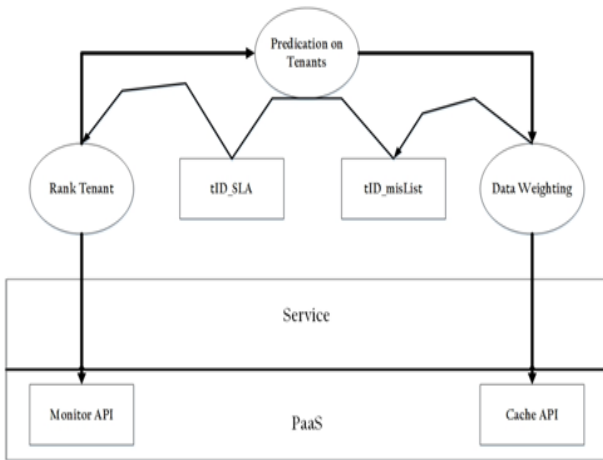 Predication on
Tenants
Rank Tenant
tID_SLA
tID_misList
Data Weighting
Service
Monitor API
PaaS
Cache API